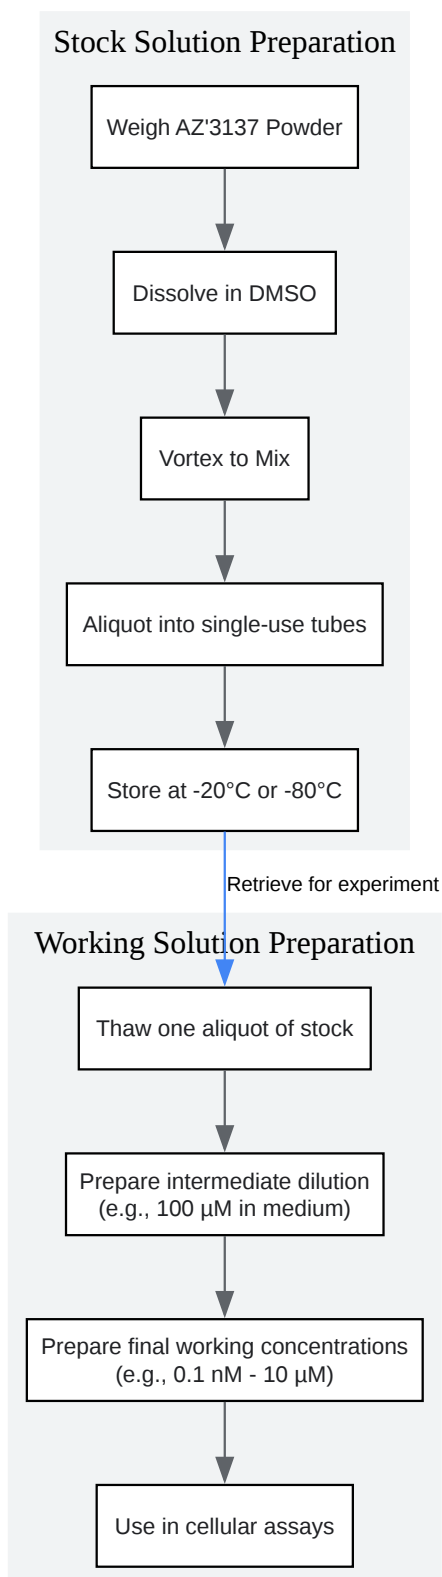 Stock Solution Preparation
Weigh AZ'3137 Powder
Dissolve in DMSO
Vortex to Mix
Aliquot into single-use tubes
Store at -20°C or -80°C
Retrieve for experiment
Working Solution Preparation
Thaw one aliquot of stock
Prepare intermediate dilution
(e.g., 100 µM in medium)
Prepare final working concentrations
(e.g., 0.1 nM - 10 µM)
Use in cellular assays